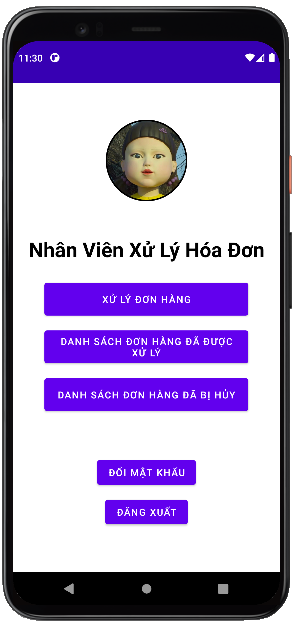 11:30
Nhân Viên Xử Lý Hóa Đơn
XỬ LÝ ĐƠN HÀNG
DANH SÁCH ĐƠN HÀNG ĐÃ ĐƯỢC
XỬ LÝ
DANH SÁCH ĐƠN HÀNG ĐÃ BỊ HỦY
ĐỔI MẬT KHẨU
ĐĂNG XUẤT